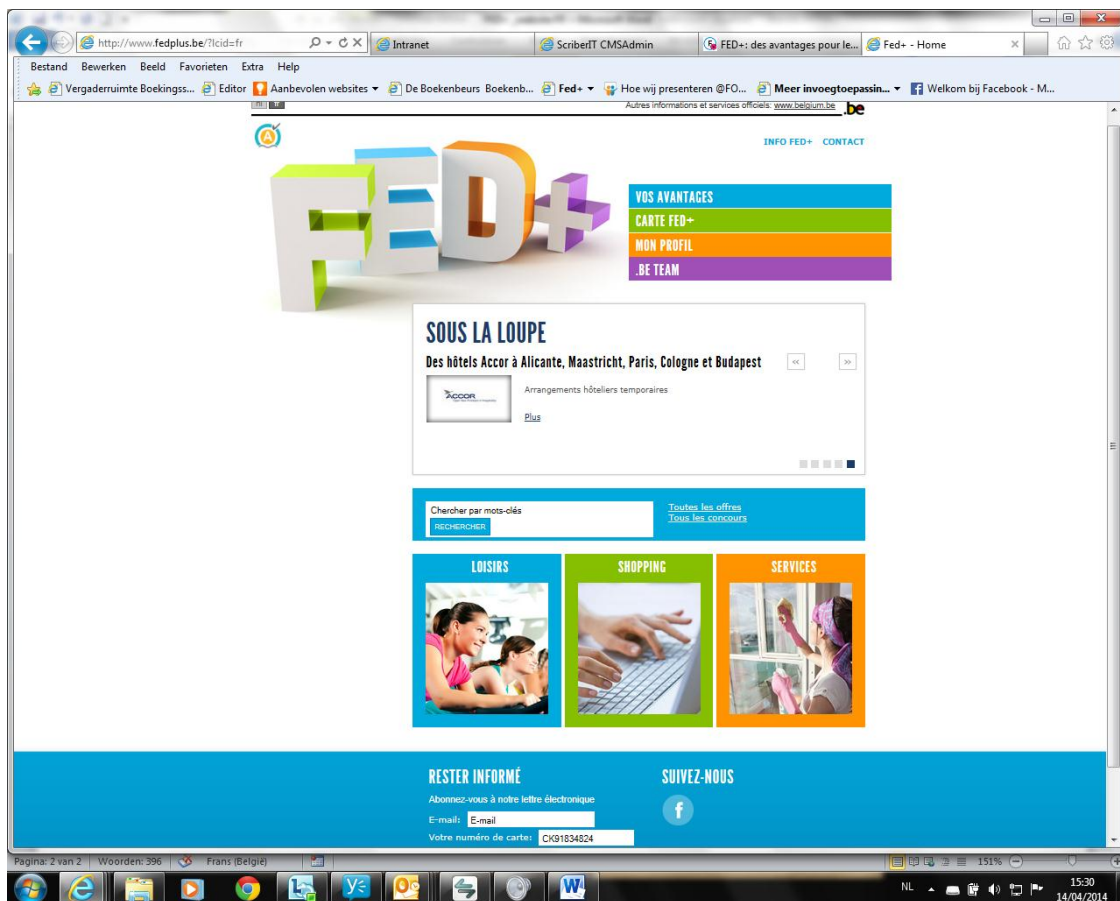 http://www.fedplus.be/?lcid=fr
Intranet
ScriberIT CMSAdmin
FED+: des avantages pour le...
Fed+ - Home
Bestand Bewerken Beeld Favorieten Extra Help
Vergaderruimte Boekingss... Editor Aanbevolen websites De Boekenbeurs Boekenb... Fed+ Hoe wij presenteren @FO... Meer invoegtoepassin... Welkom bij Facebook - M...
nl fr
Autres informations et services officiels: www.belgium.be .be
INFO FED+ CONTACT
FED+
VOS AVANTAGES
CARTE FED+
MON PROFIL
.BE TEAM
SOUS LA LOUPE
Des hôtels Accor à Alicante, Maastricht, Paris, Cologne et Budapest
ACCOR
Arrangements hôteliers temporaires
Plus
Chercher par mots-clés
RECHERCHER
Toutes les offres
Tous les concours
LOISIRS
SHOPPING
SERVICES
RESTER INFORMÉ
Abonnez-vous à notre lettre électronique
E-mail: E-mail
Votre numéro de carte: CK91834824
SUIVEZ-NOUS
Pagina: 2 van 2 Woorden: 396 Frans (België) 151%
NL 15:30
14/04/2014